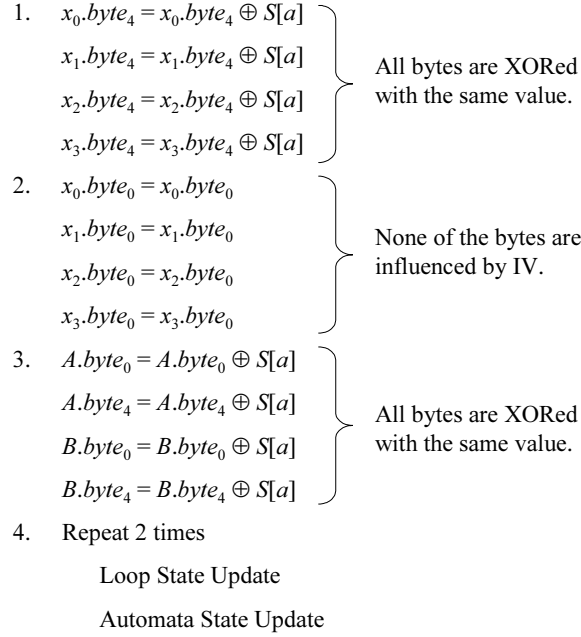 1. x₀.byte₄ = x₀.byte₄ ⊕ S[a]
x₁.byte₄ = x₁.byte₄ ⊕ S[a]
x₂.byte₄ = x₂.byte₄ ⊕ S[a]
x₃.byte₄ = x₃.byte₄ ⊕ S[a]
All bytes are XORed
with the same value.
2. x₀.byte₀ = x₀.byte₀
x₁.byte₀ = x₁.byte₀
x₂.byte₀ = x₂.byte₀
x₃.byte₀ = x₃.byte₀
None of the bytes are
influenced by IV.
3. A.byte₀ = A.byte₀ ⊕ S[a]
A.byte₄ = A.byte₄ ⊕ S[a]
B.byte₀ = B.byte₀ ⊕ S[a]
B.byte₄ = B.byte₄ ⊕ S[a]
All bytes are XORed
with the same value.
4. Repeat 2 times
Loop State Update
Automata State Update